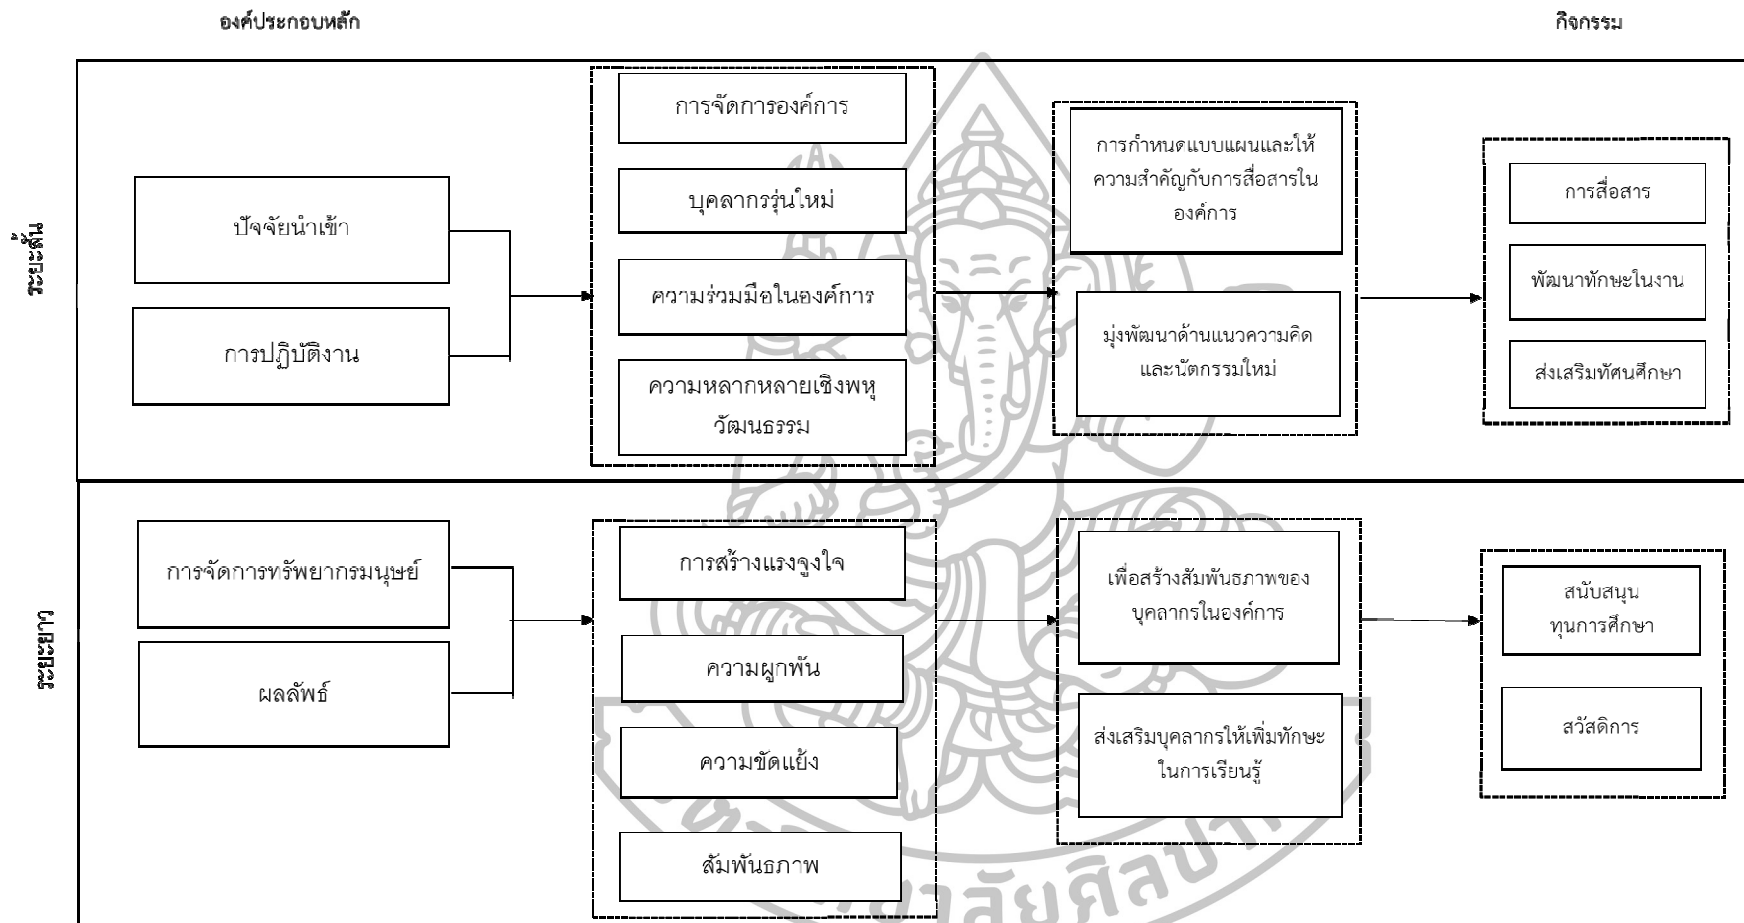 องค์ประกอบหลัก
กิจกรรม
ระยะสั้น
ปัจจัยนำเข้า
การปฏิบัติงาน
การจัดการองค์การ
บุคลากรรุ่นใหม่
ความร่วมมือในองค์การ
ความหลากหลายเชิงพหุ
วัฒนธรรม
การกำหนดแบบแผนและให้
ความสำคัญกับการสื่อสารใน
องค์การ
มุ่งพัฒนาด้านแนวความคิด
และนัตกรรมใหม่
การสื่อสาร
พัฒนาทักษะในงาน
ส่งเสริมทัศนศึกษา
ระยะยาว
การจัดการทรัพยากรมนุษย์
ผลลัพธ์
การสร้างแรงจูงใจ
ความผูกพัน
ความขัดแย้ง
สัมพันธภาพ
เพื่อสร้างสัมพันธภาพของ
บุคลากรในองค์การ
ส่งเสริมบุคลากรให้เพิ่มทักษะ
ในการเรียนรู้
สนับสนุน
ทุนการศึกษา
สวัสดิการ